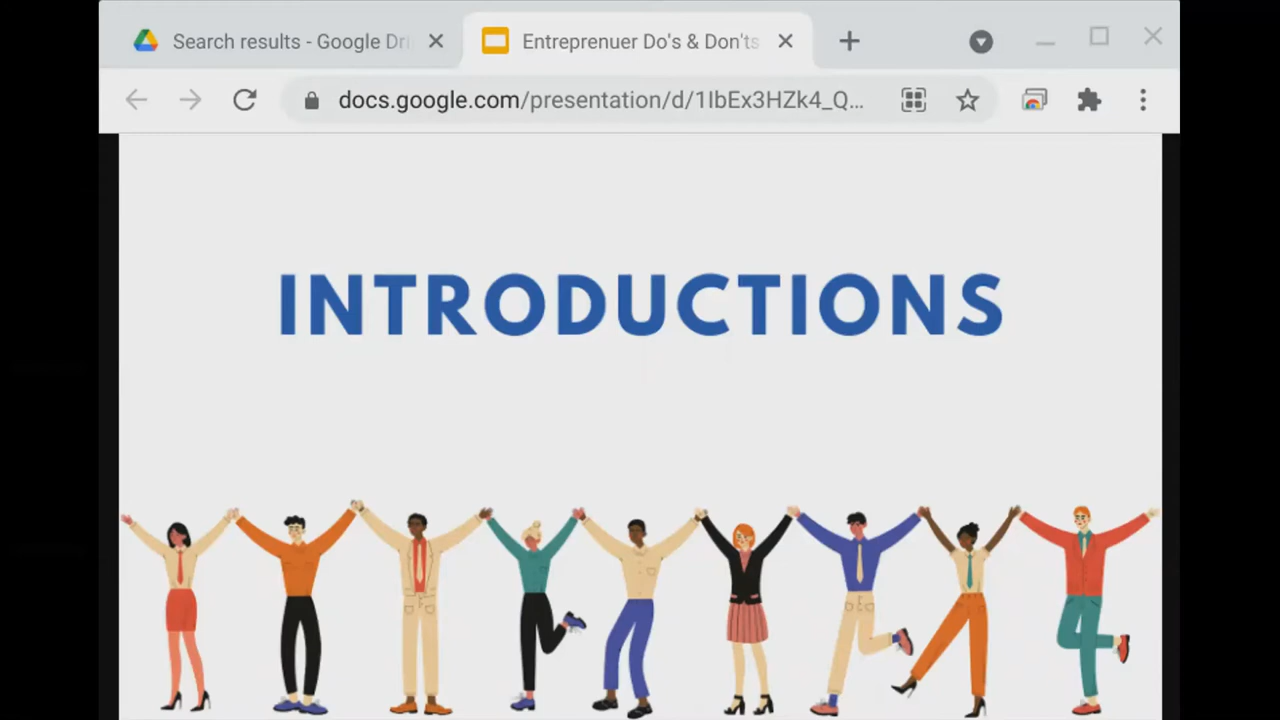 Search results - Google Dri
Entreprenuer Do's & Don'ts
docs.google.com/presentation/d/1IbEx3HZk4_Q...
INTRODUCTIONS